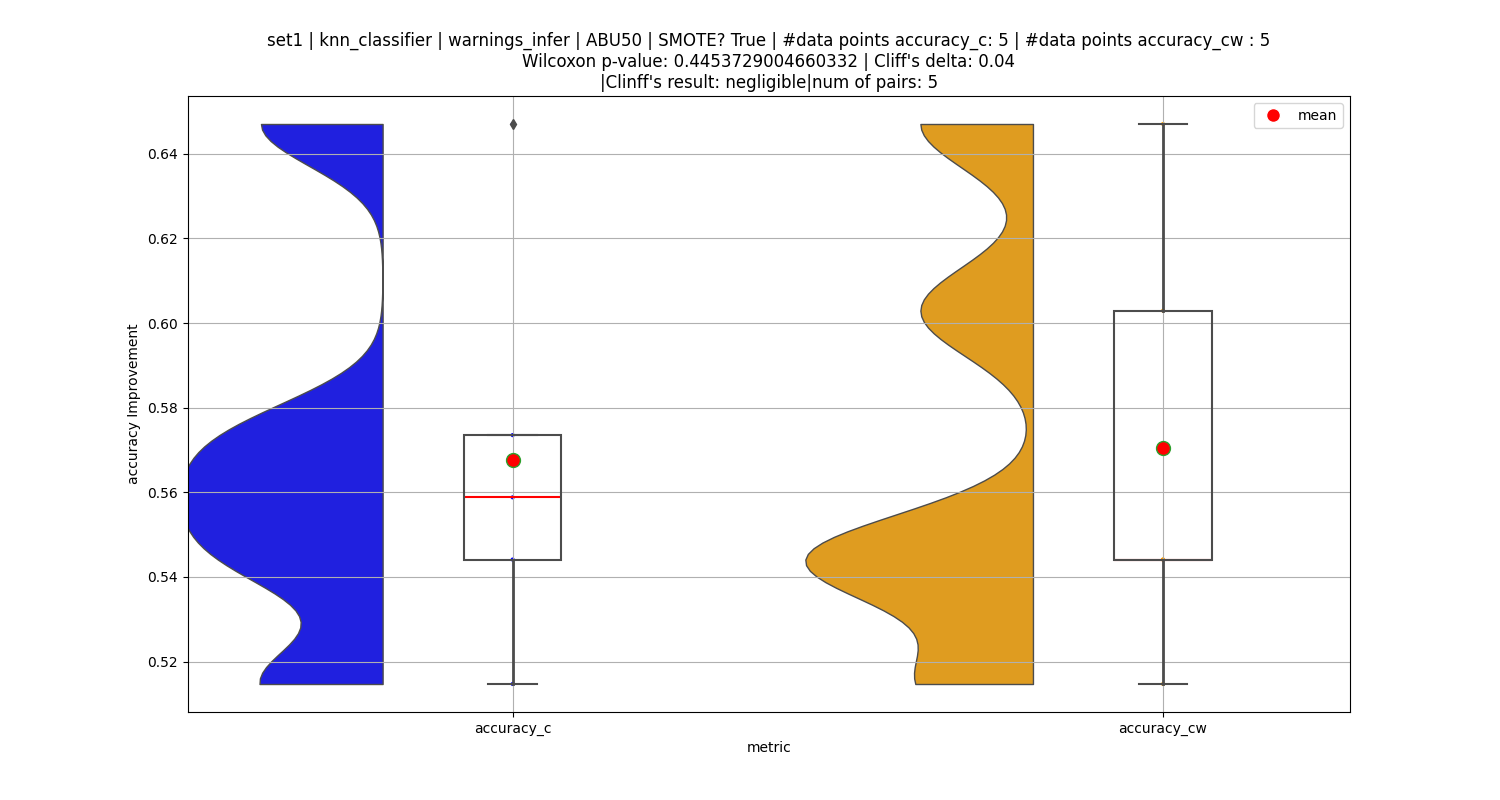 set1 | knn_classifier | warnings_infer | ABU50 | SMOTE? True | #data points accuracy_c: 5 | #data points accuracy_cw : 5
Wilcoxon p-value: 0.4453729004660332 | Cliff's delta: 0.04
|Clinff's result: negligible|num of pairs: 5
mean
0.64
0.62
0.60
0.58
0.56
0.54
0.52
accuracy Improvement
accuracy_c
accuracy_cw
metric